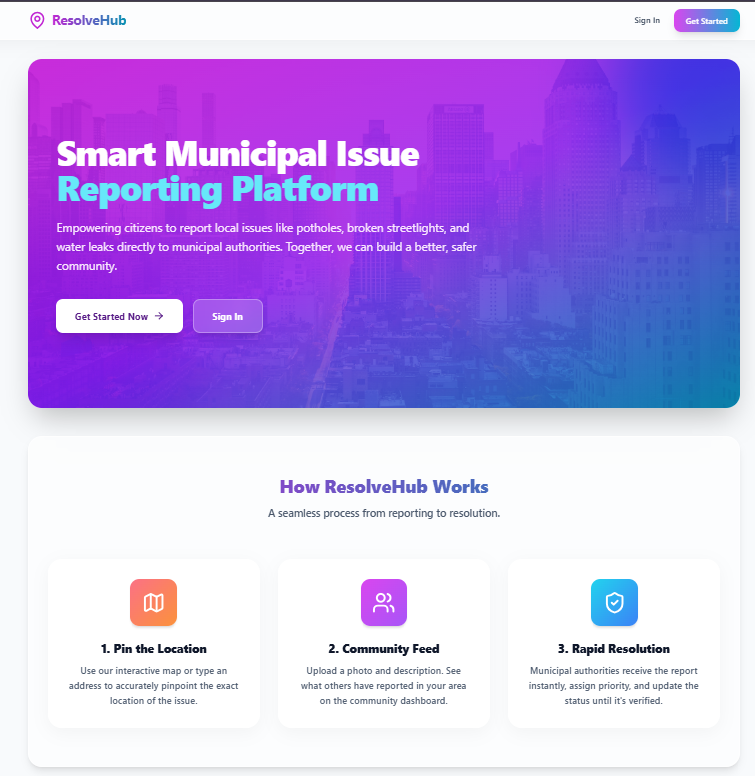 ResolveHub
Sign In
Get Started
Smart Municipal Issue
Reporting Platform
Empowering citizens to report local issues like potholes, broken streetlights, and
water leaks directly to municipal authorities. Together, we can build a better, safer
community.
Get Started Now
Sign In
How ResolveHub Works
A seamless process from reporting to resolution.
1. Pin the Location
Use our interactive map or type an
address to accurately pinpoint the exact
location of the issue.
2. Community Feed
Upload a photo and description. See
what others have reported in your area
on the community dashboard.
3. Rapid Resolution
Municipal authorities receive the report
instantly, assign priority, and update the
status until it's verified.